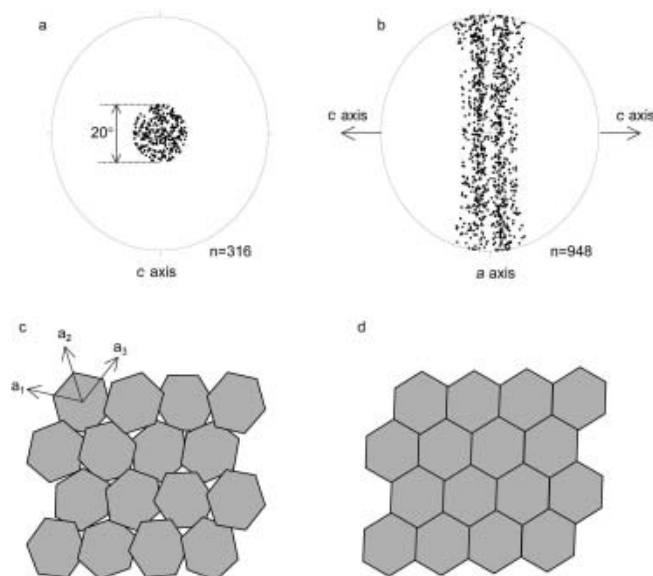 a
20°
n=316
c axis
b
c axis
c axis
n=948
a axis
c
a₁
a₂
a₃
d